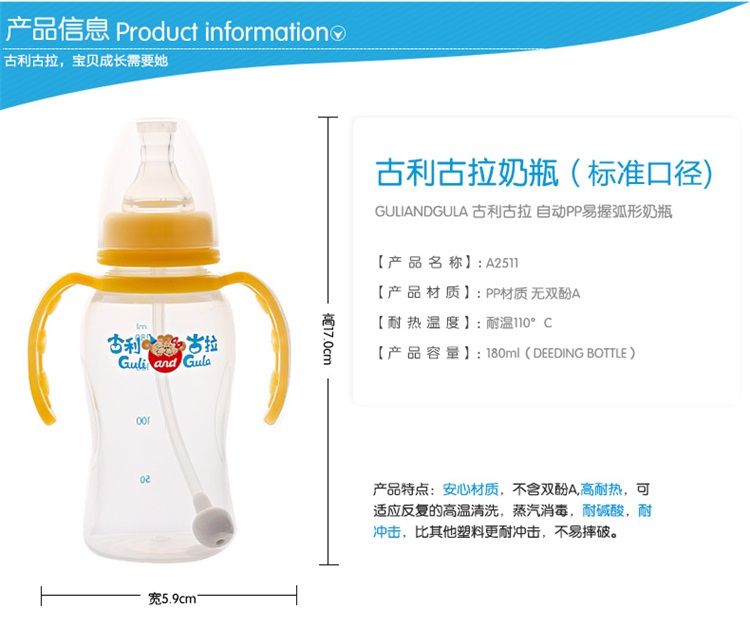 产品信息 Product information
古利古拉，宝贝成长需要她
古利古拉奶瓶（标准口径)
GULIANDGULA 古利古拉 自动PP易握弧形奶瓶
【产品名称】: A2511
【产品材质】: PP材质 无双酚A
【耐热温度】: 耐温110°C
【产品容量】: 180ml（DEEDING BOTTLE）
高17.0cm
古利 古拉
Guli and Gula
100
50
产品特点：安心材质，不含双酚A,高耐热，可
适应反复的高温清洗，蒸汽消毒，耐碱酸，耐
冲击，比其他塑料更耐冲击，不易摔破。
宽5.9cm